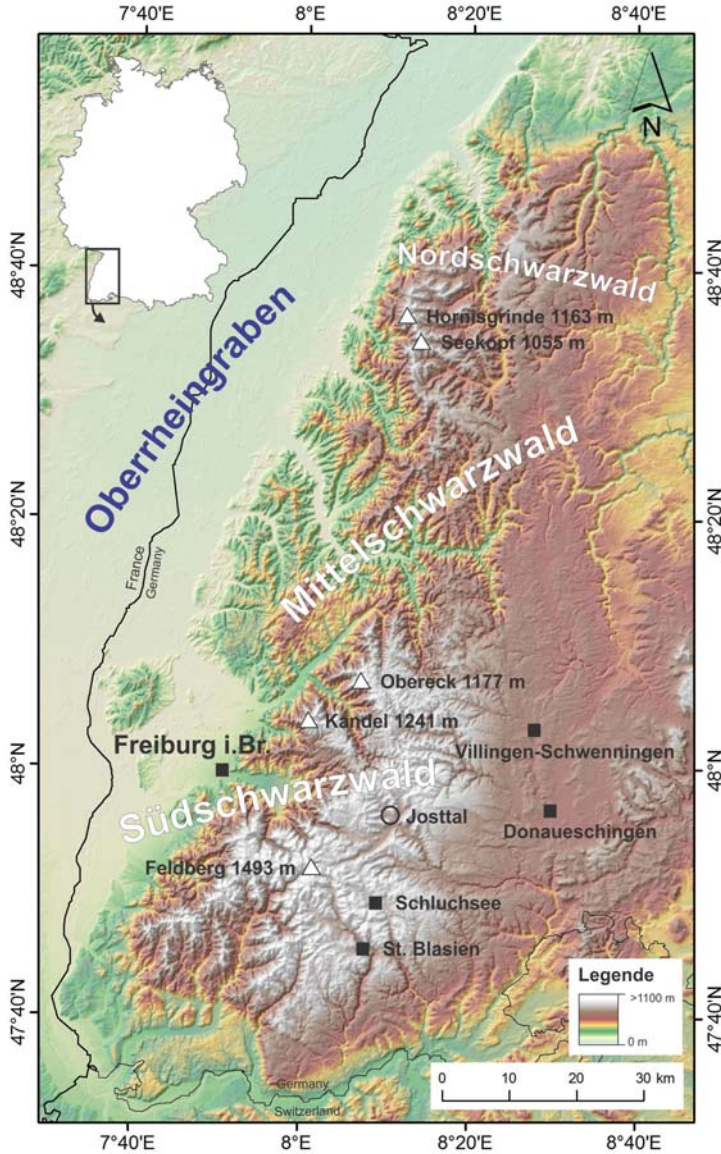 7°40'E
8°E
8°20'E
8°40'E
N
48°40'N
48°40'N
Nordschwarzwald
Hornisgrinde 1163 m
Seekopf 1055 m
Oberrheingraben
Mittelschwarzwald
48°20'N
48°20'N
France
Germany
Obereck 1177 m
Kandel 1241 m
Freiburg i.Br.
Villingen-Schwenningen
48°N
48°N
Südschwarzwald
Josttal
Donaueschingen
Feldberg 1493 m
Schluchsee
St. Blasien
Legende
>1100 m
0 m
47°40'N
47°40'N
Germany
Switzerland
0 10 20 30 km
7°40'E
8°E
8°20'E
8°40'E